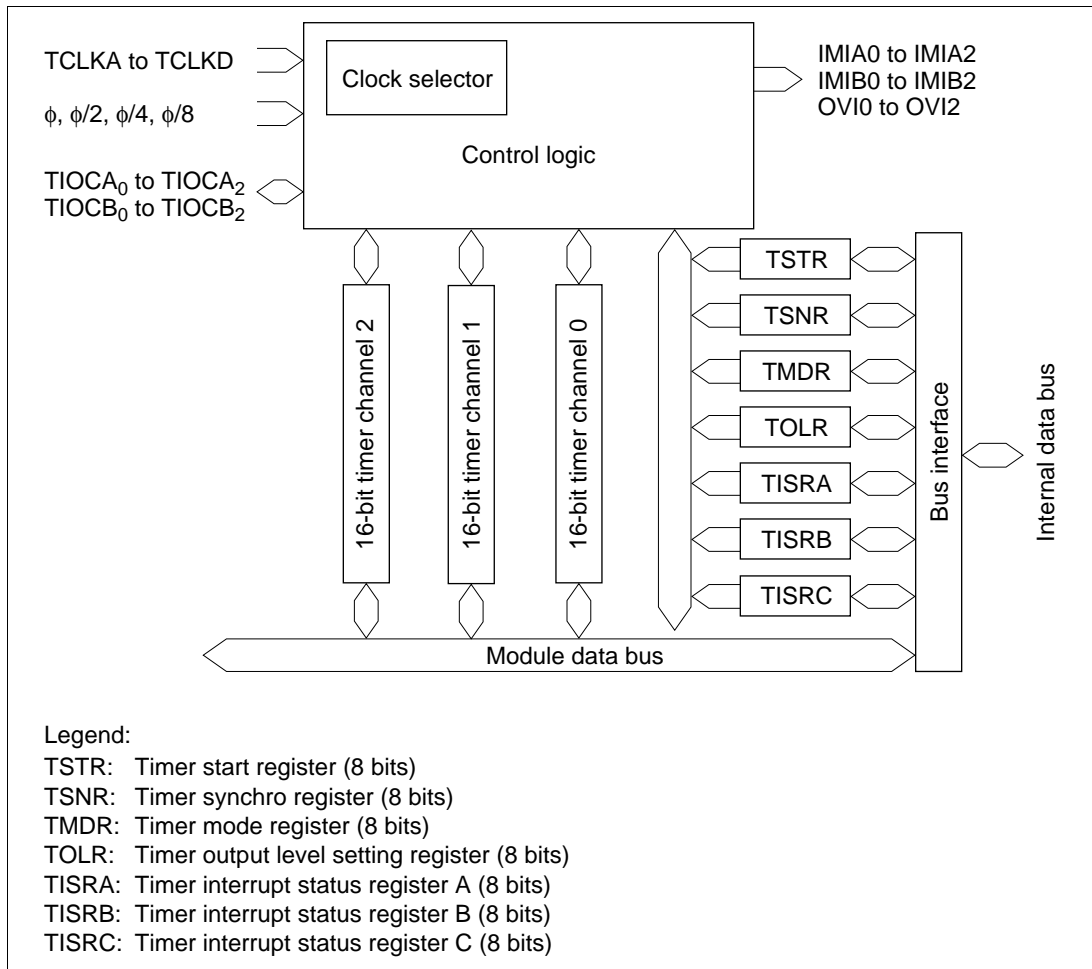 TCLKA to TCLKD
ϕ, ϕ/2, ϕ/4, ϕ/8
TIOCA0 to TIOCA2
TIOCB0 to TIOCB2
Clock selector
Control logic
IMIA0 to IMIA2
IMIB0 to IMIB2
OVI0 to OVI2
16-bit timer channel 2
16-bit timer channel 1
16-bit timer channel 0
TSTR
TSNR
TMDR
TOLR
TISRA
TISRB
TISRC
Bus interface
Internal data bus
Module data bus
Legend:
TSTR: Timer start register (8 bits)
TSNR: Timer synchro register (8 bits)
TMDR: Timer mode register (8 bits)
TOLR: Timer output level setting register (8 bits)
TISRA: Timer interrupt status register A (8 bits)
TISRB: Timer interrupt status register B (8 bits)
TISRC: Timer interrupt status register C (8 bits)